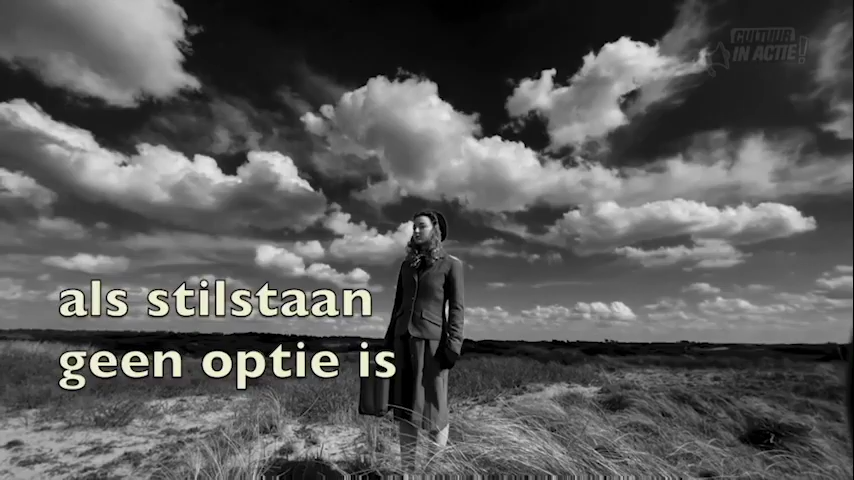 CULTUUR
IN ACTIE!
als stilstaan
geen optie is